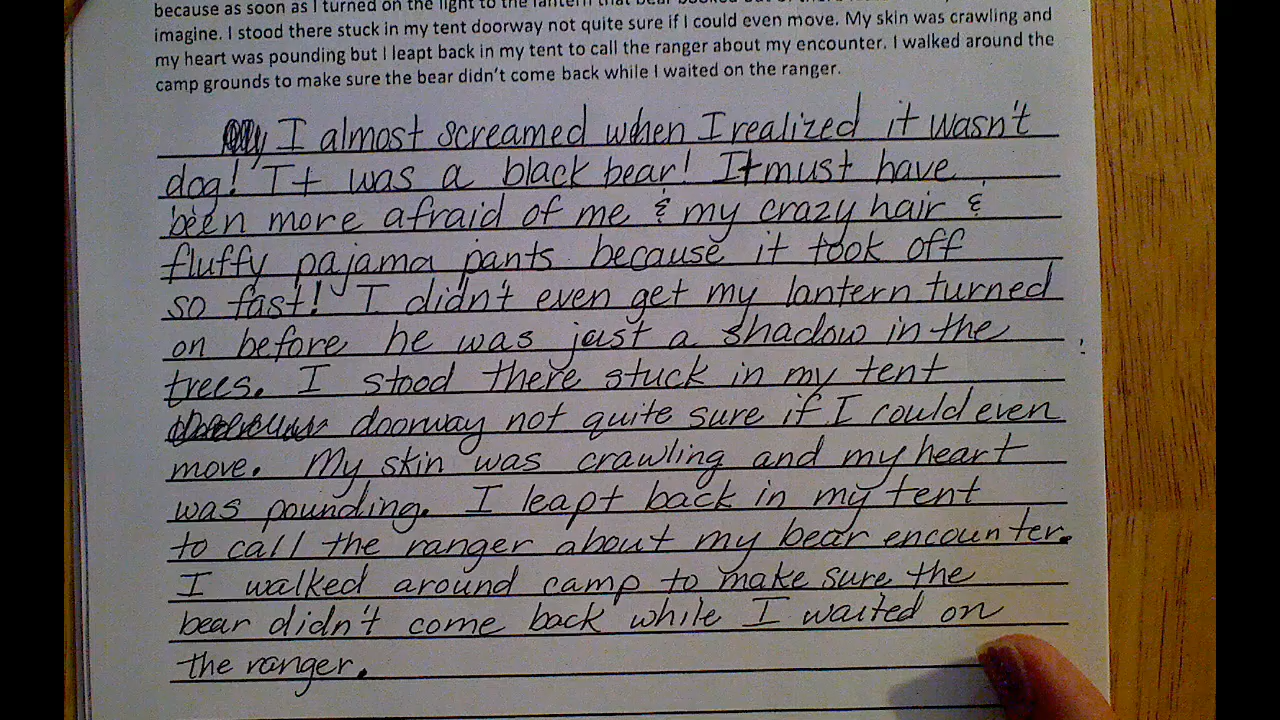 because as soon as I turned on the light to the lantern that bear booked out of there
imagine. I stood there stuck in my tent doorway not quite sure if I could even move. My skin was crawling and
my heart was pounding but I leapt back in my tent to call the ranger about my encounter. I walked around the
camp grounds to make sure the bear didn't come back while I waited on the ranger.
I almost screamed when I realized it wasn't
dog! It was a black bear! It must have
been more afraid of me & my crazy hair &
fluffy pajama pants because it took off
so fast! I didn't even get my lantern turned
on before he was just a shadow in the
trees. I stood there stuck in my tent
doorway not quite sure if I could even
move. My skin was crawling and my heart
was pounding. I leapt back in my tent
to call the ranger about my bear encounter.
I walked around camp to make sure the
bear didn't come back while I waited on
the ranger.